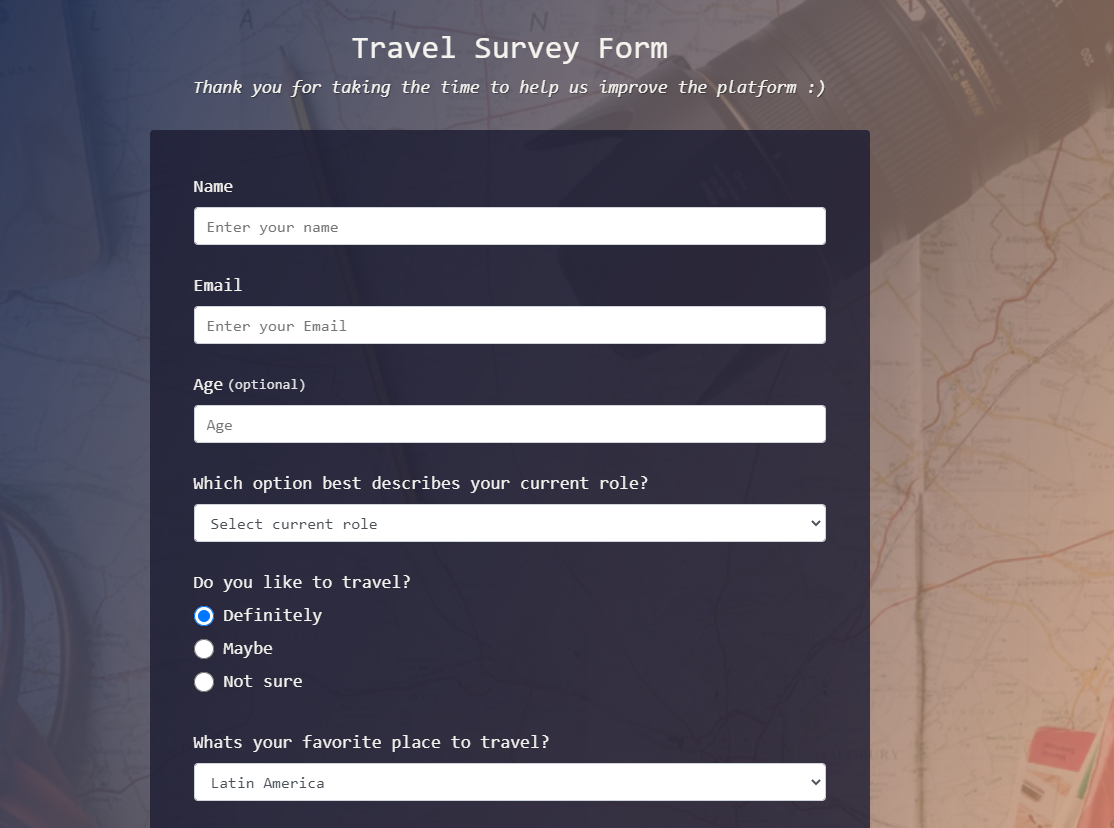 Travel Survey Form
Thank you for taking the time to help us improve the platform :)
Name
Enter your name
Email
Enter your Email
Age (optional)
Age
Which option best describes your current role?
Select current role
Do you like to travel?
Definitely
Maybe
Not sure
Whats your favorite place to travel?
Latin America